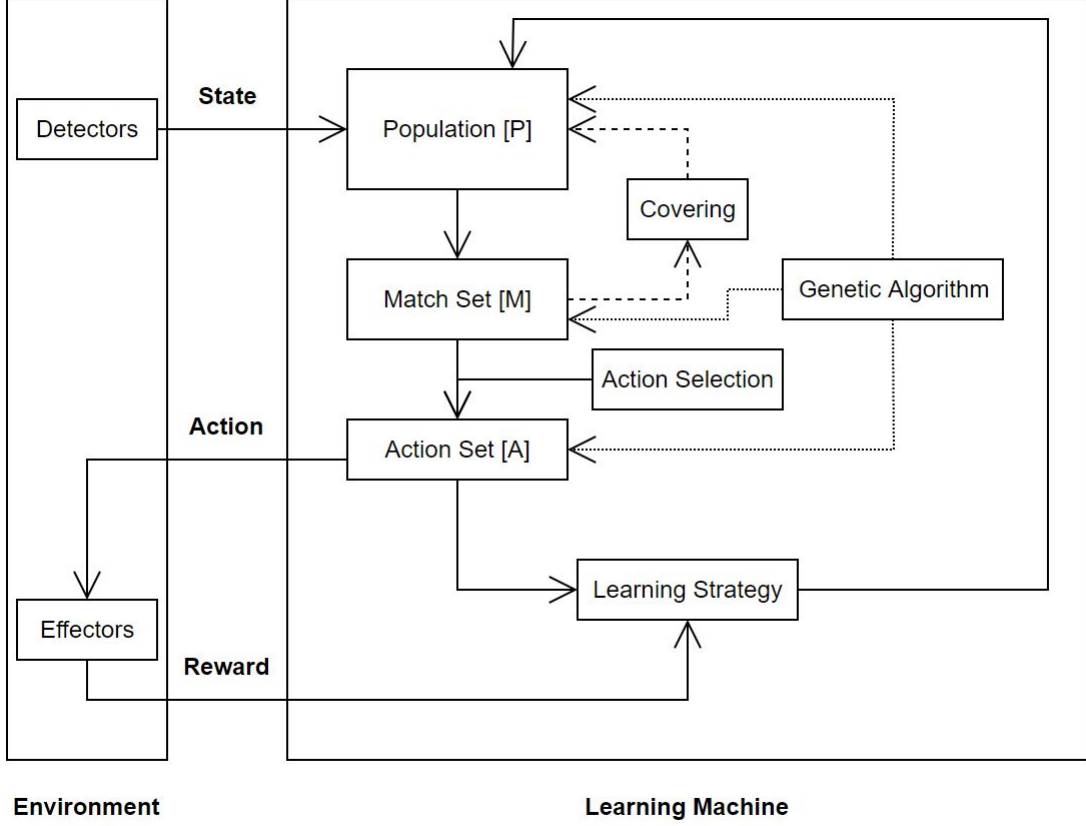 State
Detectors
Population [P]
Covering
Match Set [M]
Genetic Algorithm
Action Selection
Action
Action Set [A]
Learning Strategy
Effectors
Reward
Environment
Learning Machine